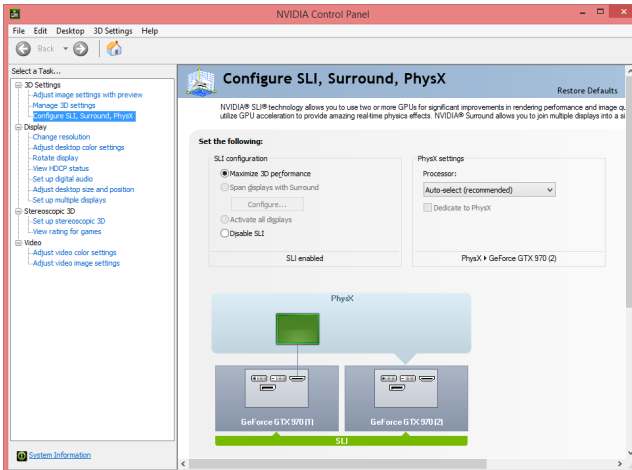 NVIDIA Control Panel
File Edit Desktop 3D Settings Help
Back
Select a Task...
3D Settings
Adjust image settings with preview
Manage 3D settings
Configure SLI, Surround, PhysX
Display
Change resolution
Adjust desktop color settings
Rotate display
View HDCP status
Set up digital audio
Adjust desktop size and position
Set up multiple displays
Stereoscopic 3D
Set up stereoscopic 3D
View rating for games
Video
Adjust video color settings
Adjust video image settings
System Information
Configure SLI, Surround, PhysX
Restore Defaults
NVIDIA® SLI® technology allows you to use two or more GPUs for significant improvements in rendering performance and image qu
utilize GPU acceleration to provide amazing real-time physics effects. NVIDIA® Surround allows you to join multiple displays into a si
Set the following:
SLI configuration
Maximize 3D performance
Span displays with Surround
Configure...
Activate all displays
Disable SLI
SLI enabled
PhysX settings
Processor:
Auto-select (recommended)
Dedicate to PhysX
PhysX ▸ GeForce GTX 970 (2)
PhysX
GeForce GTX 970 (1) GeForce GTX 970 (2)
SLI